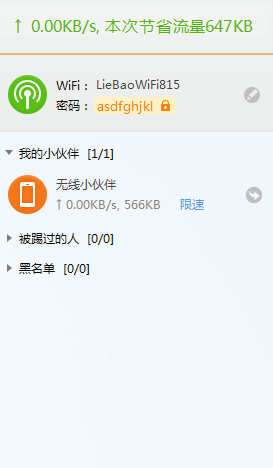 ↑ 0.00KB/s, 本次节省流量647KB
WiFi： LieBaoWiFi815
密码： asdfghjkl
我的小伙伴 [1/1]
无线小伙伴
↑0.00KB/s, 566KB 限速
被踢过的人 [0/0]
黑名单 [0/0]